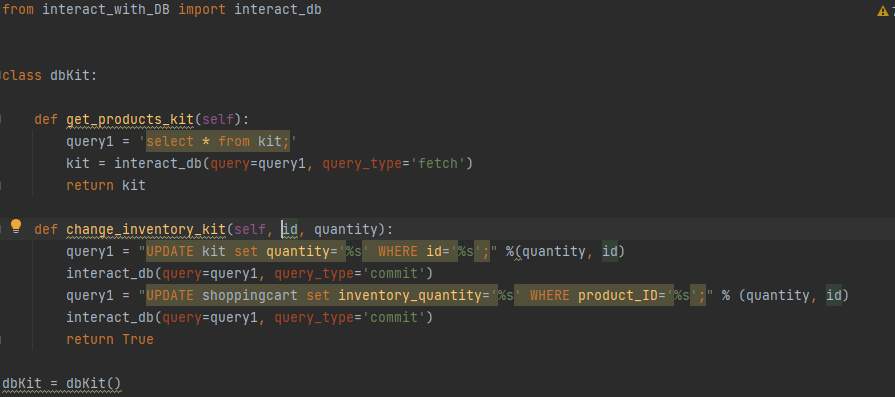 from interact_with_DB import interact_db
class dbKit:
def get_products_kit(self):
query1 = 'select * from kit;'
kit = interact_db(query=query1, query_type='fetch')
return kit
def change_inventory_kit(self, id, quantity):
query1 = "UPDATE kit set quantity='%s' WHERE id='%s';" %(quantity, id)
interact_db(query=query1, query_type='commit')
query1 = "UPDATE shoppingcart set inventory_quantity='%s' WHERE product_ID='%s';" % (quantity, id)
interact_db(query=query1, query_type='commit')
return True
dbKit = dbKit()